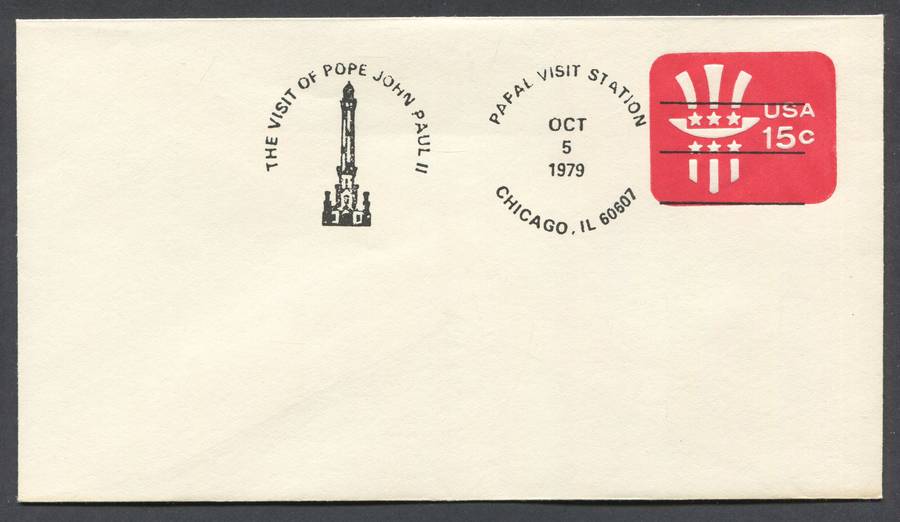 THE VISIT OF POPE JOHN PAUL II
PAPAL VISIT STATION
OCT
5
1979
CHICAGO, IL 60607
USA
15c